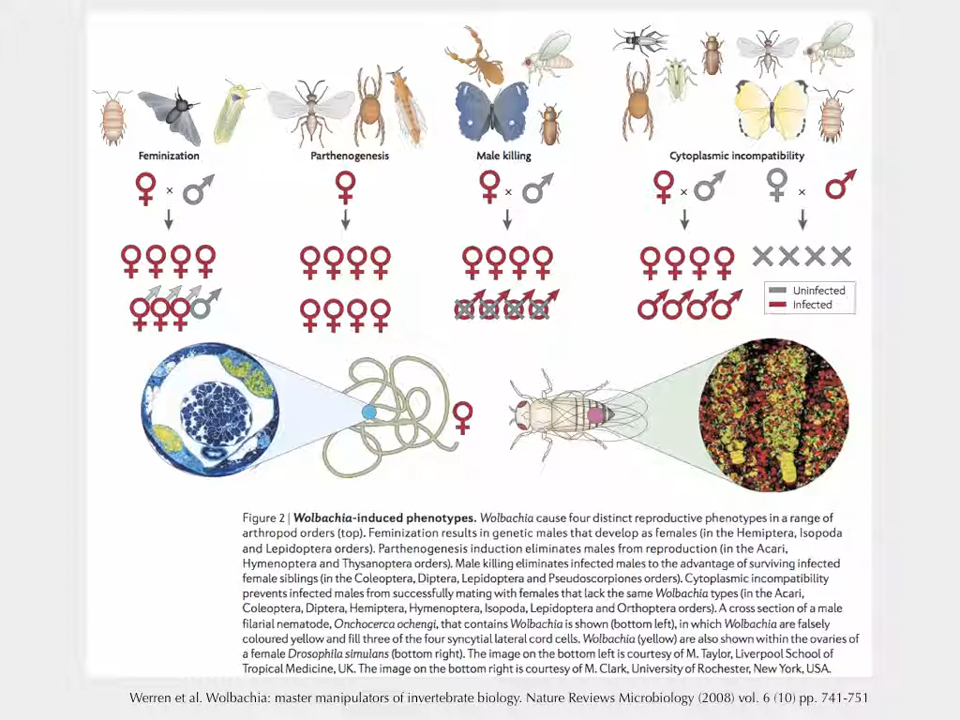 Feminization
Parthenogenesis
Male killing
Cytoplasmic incompatibility
♀ × ♂
♀
♀ × ♂
♀ × ♂
♀ × ♂
Uninfected
Infected
Figure 2 | Wolbachia-induced phenotypes. Wolbachia cause four distinct reproductive phenotypes in a range of
arthropod orders (top). Feminization results in genetic males that develop as females (in the Hemiptera, Isopoda
and Lepidoptera orders). Parthenogenesis induction eliminates males from reproduction (in the Acari,
Hymenoptera and Thysanoptera orders). Male killing eliminates infected males to the advantage of surviving infected
female siblings (in the Coleoptera, Diptera, Lepidoptera and Pseudoscorpiones orders). Cytoplasmic incompatibility
prevents infected males from successfully mating with females that lack the same Wolbachia types (in the Acari,
Coleoptera, Diptera, Hemiptera, Hymenoptera, Isopoda, Lepidoptera and Orthoptera orders). A cross section of a male
filarial nematode, Onchocerca ochengi, that contains Wolbachia is shown (bottom left), in which Wolbachia are falsely
coloured yellow and fill three of the four syncytial lateral cord cells. Wolbachia (yellow) are also shown within the ovaries of
a female Drosophila simulans (bottom right). The image on the bottom left is courtesy of M. Taylor, Liverpool School of
Tropical Medicine, UK. The image on the bottom right is courtesy of M. Clark, University of Rochester, New York, USA.
Werren et al. Wolbachia: master manipulators of invertebrate biology. Nature Reviews Microbiology (2008) vol. 6 (10) pp. 741-751